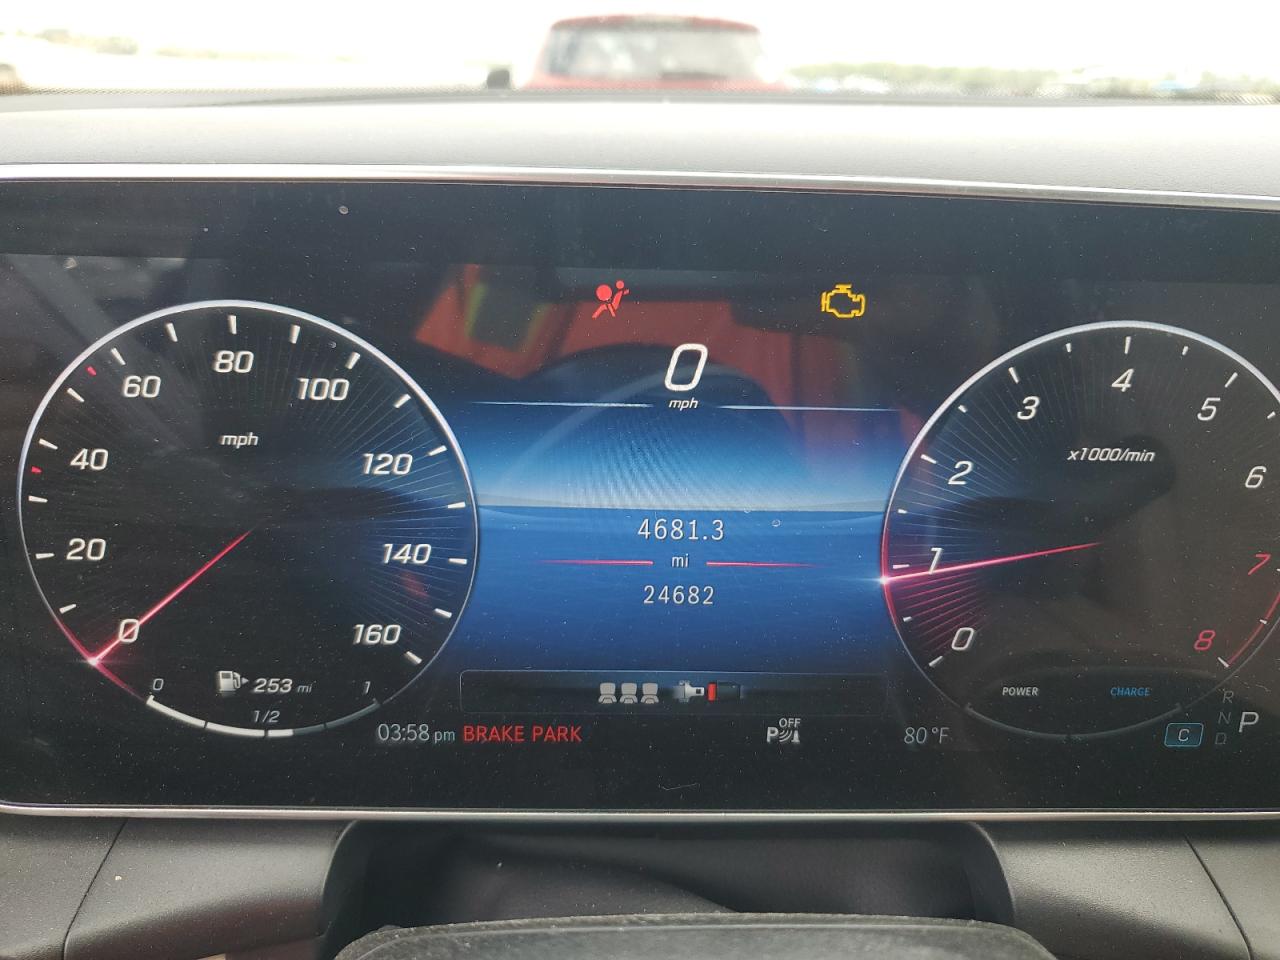 0
mph
80
60
100
mph
40
120
20
140
0
160
0
253 mi
1
1/2
4681.3
mi
24682
4
3
5
x1000/min
2
6
1
7
0
8
POWER
CHARGE
R
N
P
D
C
03:58 pm BRAKE PARK
OFF
P
80 °F